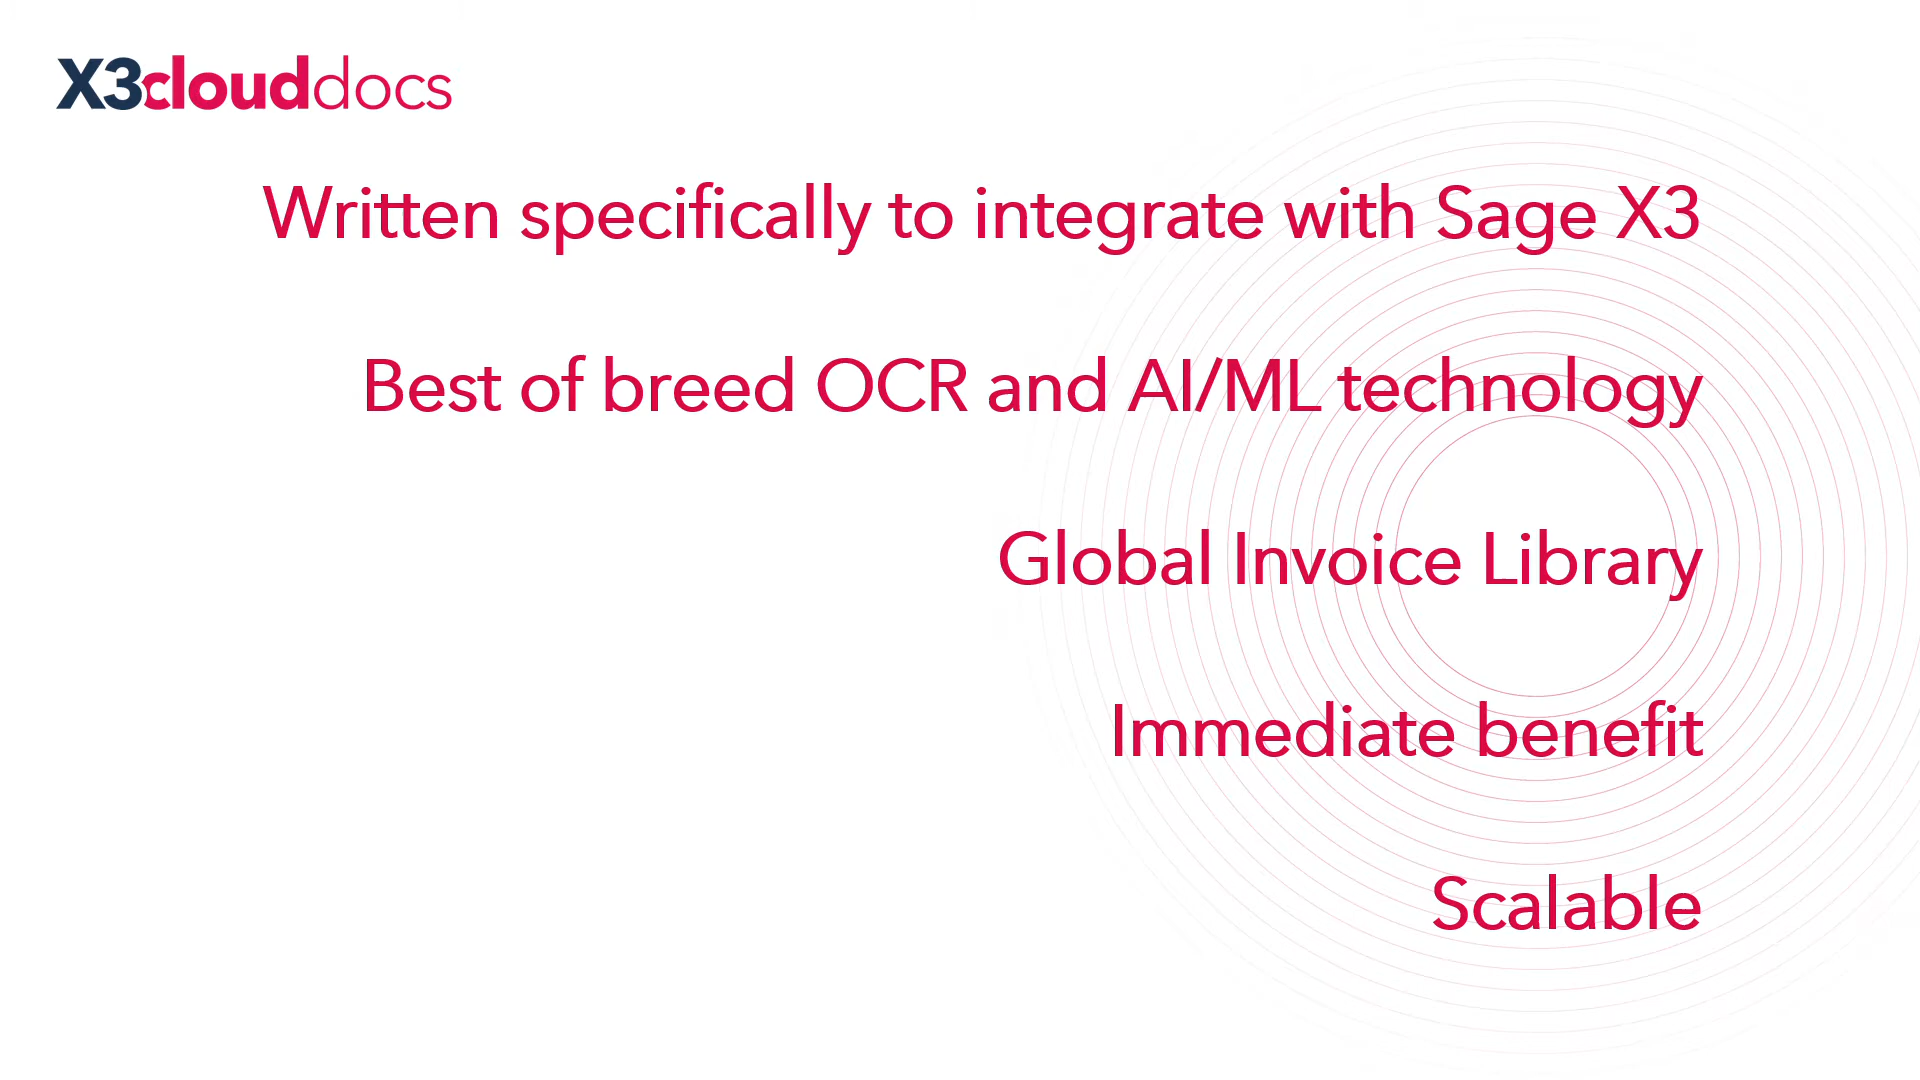 X3clouddocs
Written specifically to integrate with Sage X3
Best of breed OCR and AI/ML technology
Global Invoice Library
Immediate benefit
Scalable